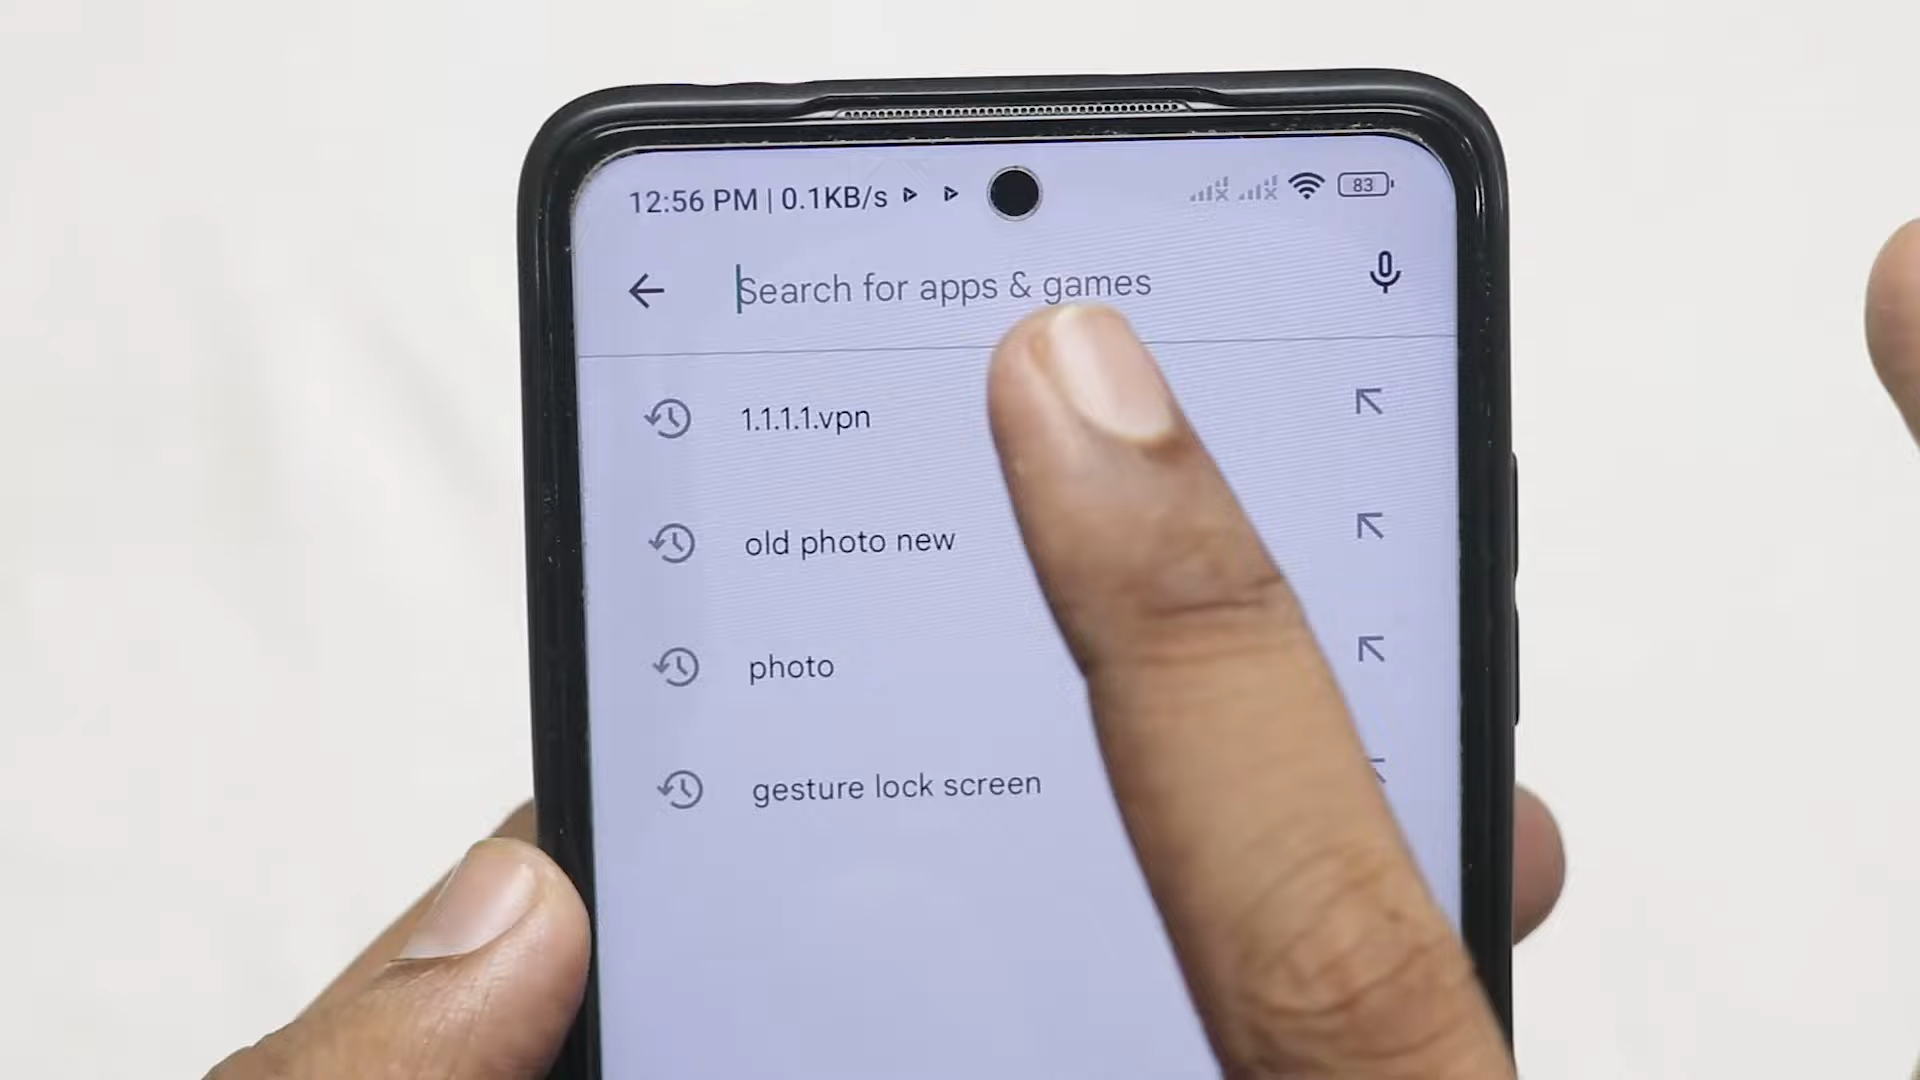 12:56 PM | 0.1KB/s 83
Search for apps & games
1.1.1.1.vpn
old photo new
photo
gesture lock screen